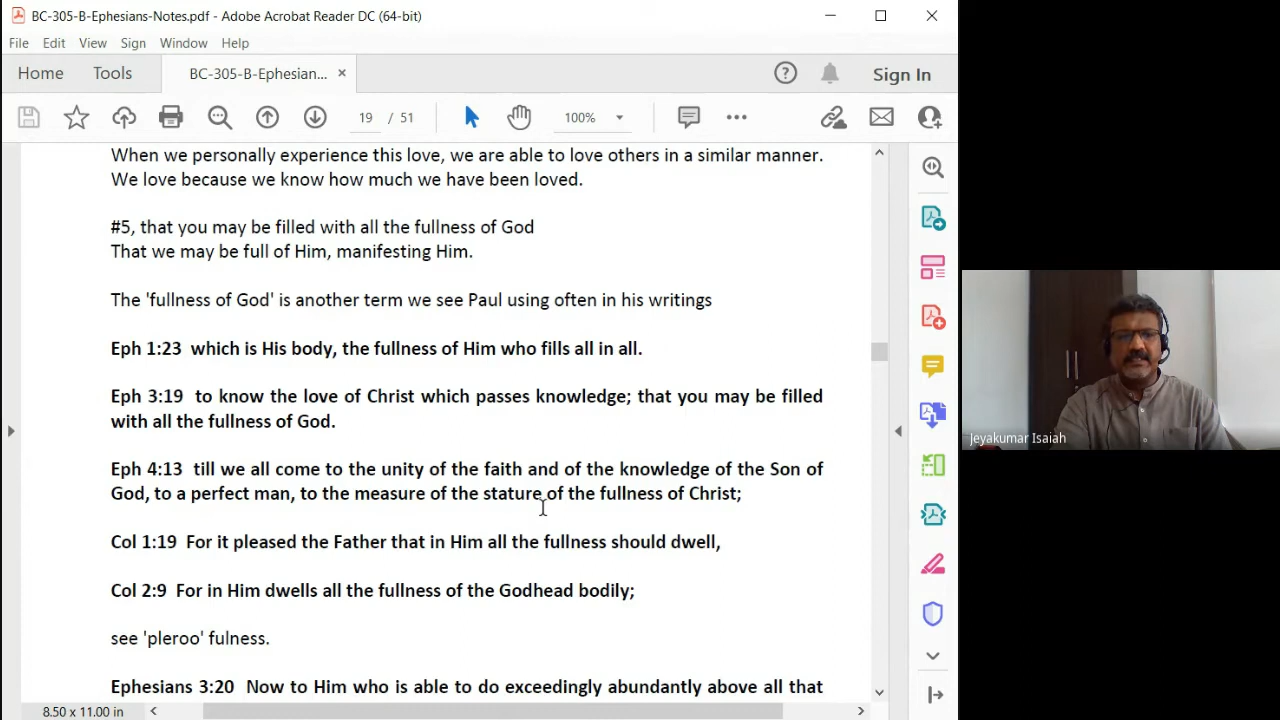 BC-305-B-Ephesians-Notes.pdf - Adobe Acrobat Reader DC (64-bit)
File Edit View Sign Window Help
Home Tools BC-305-B-Ephesian... × Sign In
19 / 51 100%
When we personally experience this love, we are able to love others in a similar manner.
We love because we know how much we have been loved.
#5, that you may be filled with all the fullness of God
That we may be full of Him, manifesting Him.
The 'fullness of God' is another term we see Paul using often in his writings
Eph 1:23 which is His body, the fullness of Him who fills all in all.
Eph 3:19 to know the love of Christ which passes knowledge; that you may be filled
with all the fullness of God.
Eph 4:13 till we all come to the unity of the faith and of the knowledge of the Son of
God, to a perfect man, to the measure of the stature of the fullness of Christ;
Col 1:19 For it pleased the Father that in Him all the fullness should dwell,
Col 2:9 For in Him dwells all the fullness of the Godhead bodily;
see 'pleroo' fulness.
Ephesians 3:20 Now to Him who is able to do exceedingly abundantly above all that
8.50 x 11.00 in
Jeyakumar Isaiah